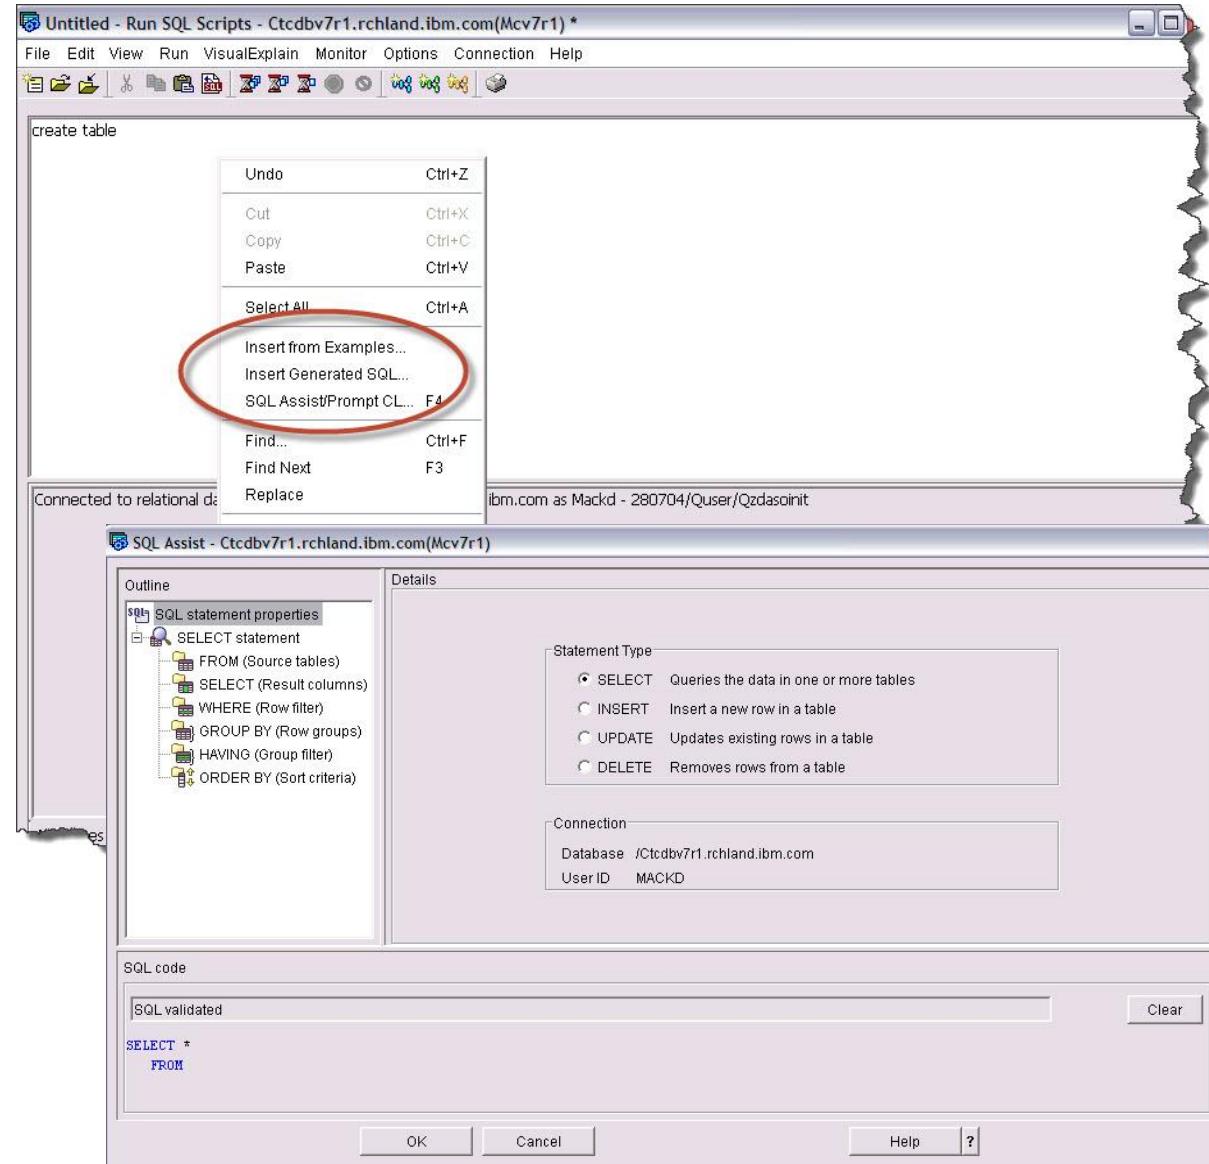 Untitled - Run SQL Scripts - Ctcdbv7r1.rchland.ibm.com(Mcv7r1) *
File Edit View Run VisualExplain Monitor Options Connection Help
create table
Undo Ctrl+Z
Cut Ctrl+X
Copy Ctrl+C
Paste Ctrl+V
Select All Ctrl+A
Insert from Examples...
Insert Generated SQL...
SQL Assist/Prompt CL... F4
Find... Ctrl+F
Find Next F3
Replace
Connected to relational da ibm.com as Mackd - 280704/Quser/Qzdasoinit
SQL Assist - Ctcdbv7r1.rchland.ibm.com(Mcv7r1)
Outline
SQL statement properties
SELECT statement
FROM (Source tables)
SELECT (Result columns)
WHERE (Row filter)
GROUP BY (Row groups)
HAVING (Group filter)
ORDER BY (Sort criteria)
Details
Statement Type
SELECT Queries the data in one or more tables
INSERT Insert a new row in a table
UPDATE Updates existing rows in a table
DELETE Removes rows from a table
Connection
Database /Ctcdbv7r1.rchland.ibm.com
User ID MACKD
SQL code
SQL validated
Clear
SELECT *
FROM
OK Cancel Help ?